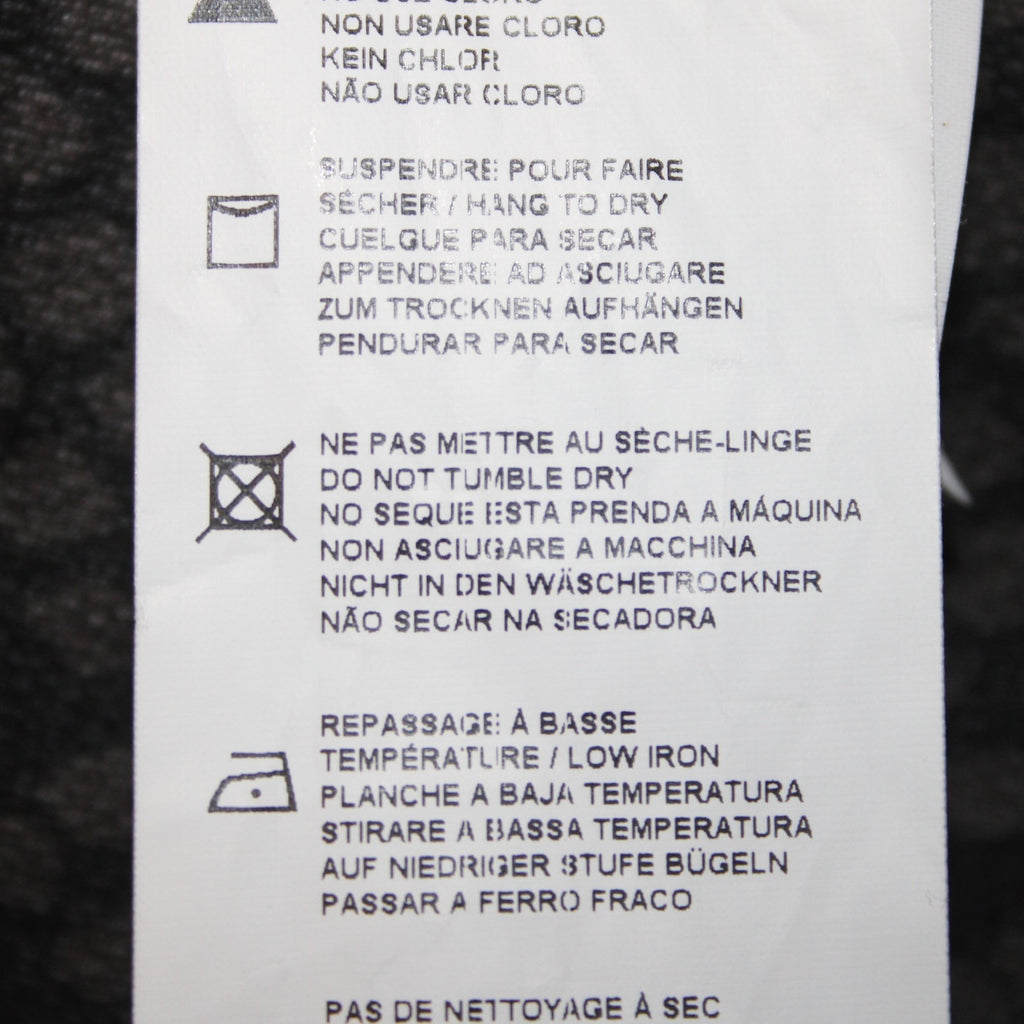 NO USE CLORO
NON USARE CLORO
KEIN CHLOR
NÃO USAR CLORO
SUSPENDRE POUR FAIRE
SÉCHER / HANG TO DRY
CUELGUE PARA SECAR
APPENDERE AD ASCIUGARE
ZUM TROCKNEN AUFHÄNGEN
PENDURAR PARA SECAR
NE PAS METTRE AU SÈCHE-LINGE
DO NOT TUMBLE DRY
NO SEQUE ESTA PRENDA A MÁQUINA
NON ASCIUGARE A MACCHINA
NICHT IN DEN WÄSCHETROCKNER
NÃO SECAR NA SECADORA
REPASSAGE À BASSE
TEMPÉRATURE / LOW IRON
PLANCHE A BAJA TEMPERATURA
STIRARE A BASSA TEMPERATURA
AUF NIEDRIGER STUFE BÜGELN
PASSAR A FERRO FRACO
PAS DE NETTOYAGE À SEC